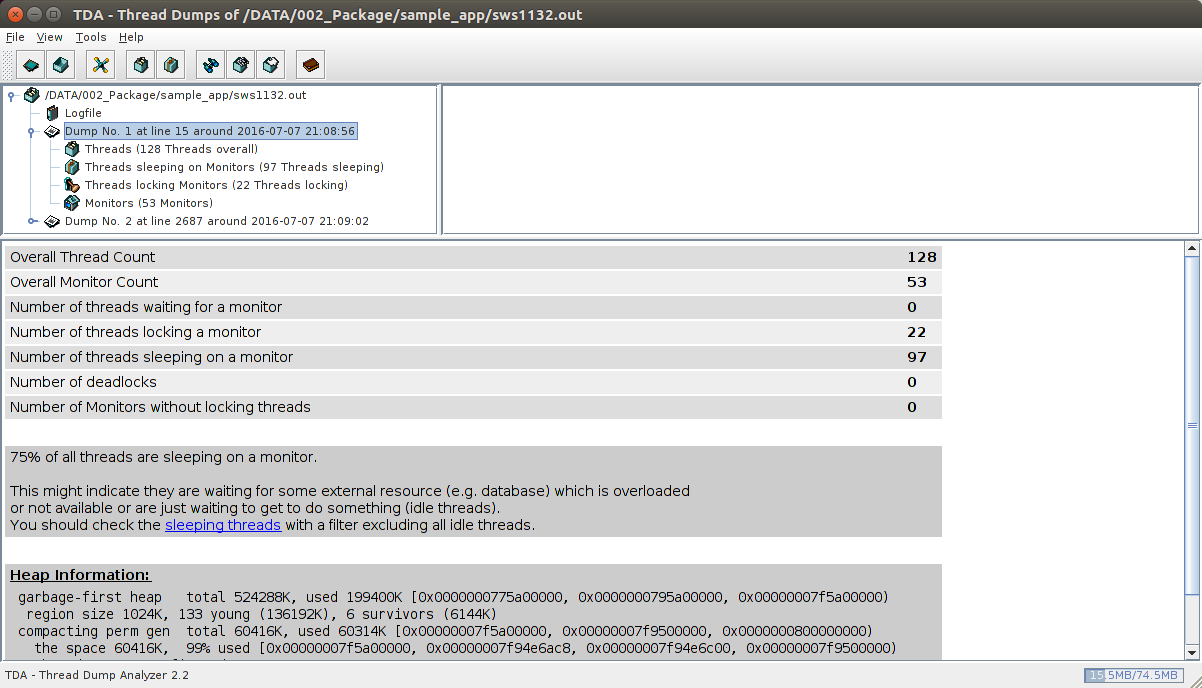 TDA - Thread Dumps of /DATA/002_Package/sample_app/sws1132.out
File View Tools Help
/DATA/002_Package/sample_app/sws1132.out
Logfile
Dump No. 1 at line 15 around 2016-07-07 21:08:56
Threads (128 Threads overall)
Threads sleeping on Monitors (97 Threads sleeping)
Threads locking Monitors (22 Threads locking)
Monitors (53 Monitors)
Dump No. 2 at line 2687 around 2016-07-07 21:09:02
Overall Thread Count 128
Overall Monitor Count 53
Number of threads waiting for a monitor 0
Number of threads locking a monitor 22
Number of threads sleeping on a monitor 97
Number of deadlocks 0
Number of Monitors without locking threads 0
75% of all threads are sleeping on a monitor.
This might indicate they are waiting for some external resource (e.g. database) which is overloaded
or not available or are just waiting to get to do something (idle threads).
You should check the sleeping threads with a filter excluding all idle threads.
Heap Information:
garbage-first heap total 524288K, used 199400K [0x0000000775a00000, 0x0000000795a00000, 0x00000007f5a00000)
region size 1024K, 133 young (136192K), 6 survivors (6144K)
compacting perm gen total 60416K, used 60314K [0x00000007f5a00000, 0x00000007f9500000, 0x0000000800000000)
the space 60416K, 99% used [0x00000007f5a00000, 0x00000007f94e6ac8, 0x00000007f94e6c00, 0x00000007f9500000)
TDA - Thread Dump Analyzer 2.2
15.5MB/74.5MB